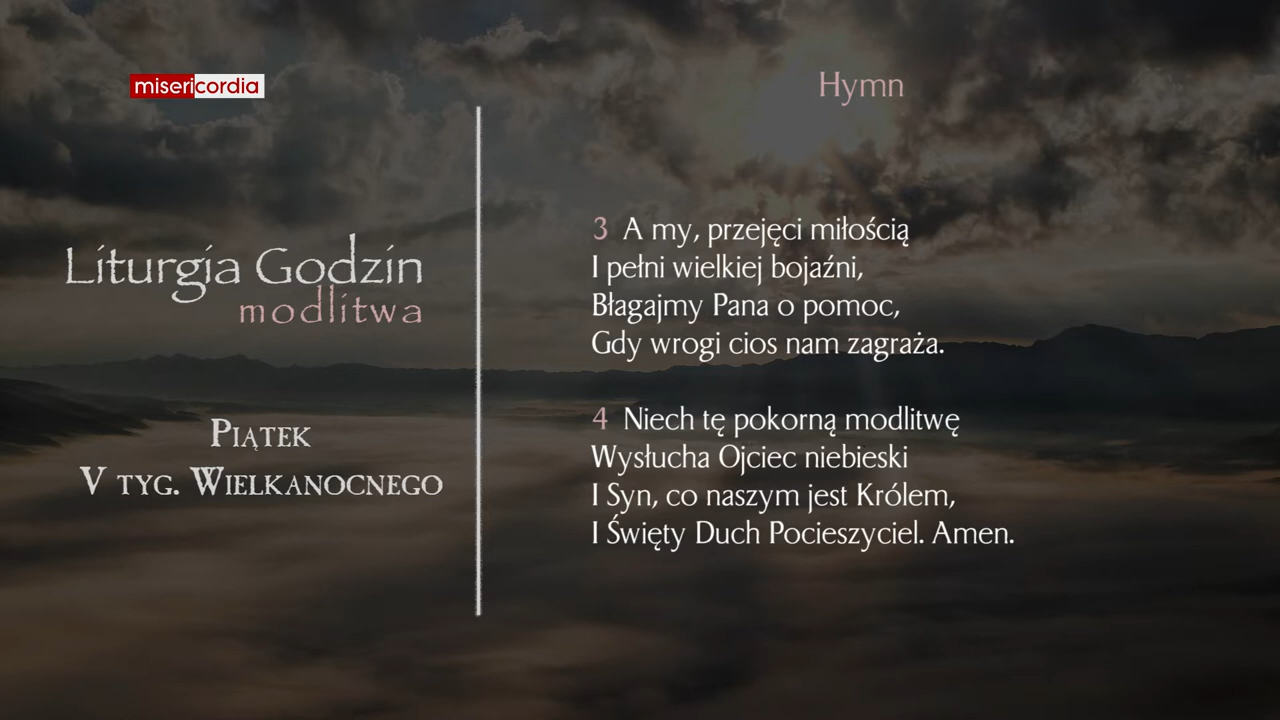 misericordia
Liturgia Godzin
modlitwa
Piątek
V tyg. Wielkanocnego
Hymn
3 A my, przejęci miłością
I pełni wielkiej bojaźni,
Błagajmy Pana o pomoc,
Gdy wrogi cios nam zagraża.
4 Niech tę pokorną modlitwę
Wysłucha Ojciec niebieski
I Syn, co naszym jest Królem,
I Święty Duch Pocieszyciel. Amen.